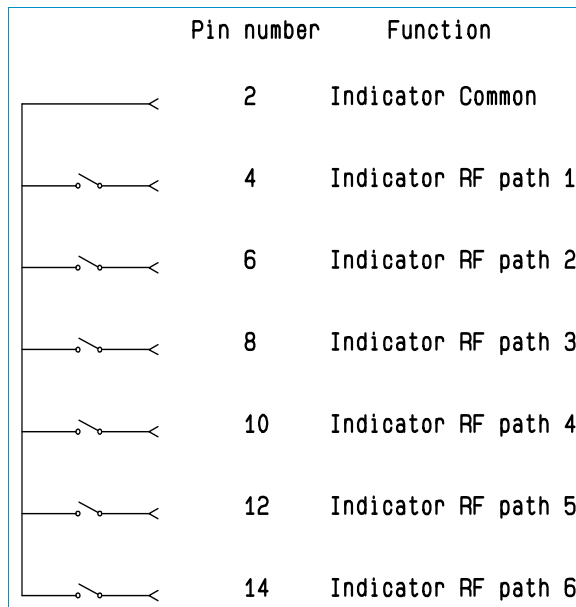 Pin number Function
2 Indicator Common
4 Indicator RF path 1
6 Indicator RF path 2
8 Indicator RF path 3
10 Indicator RF path 4
12 Indicator RF path 5
14 Indicator RF path 6